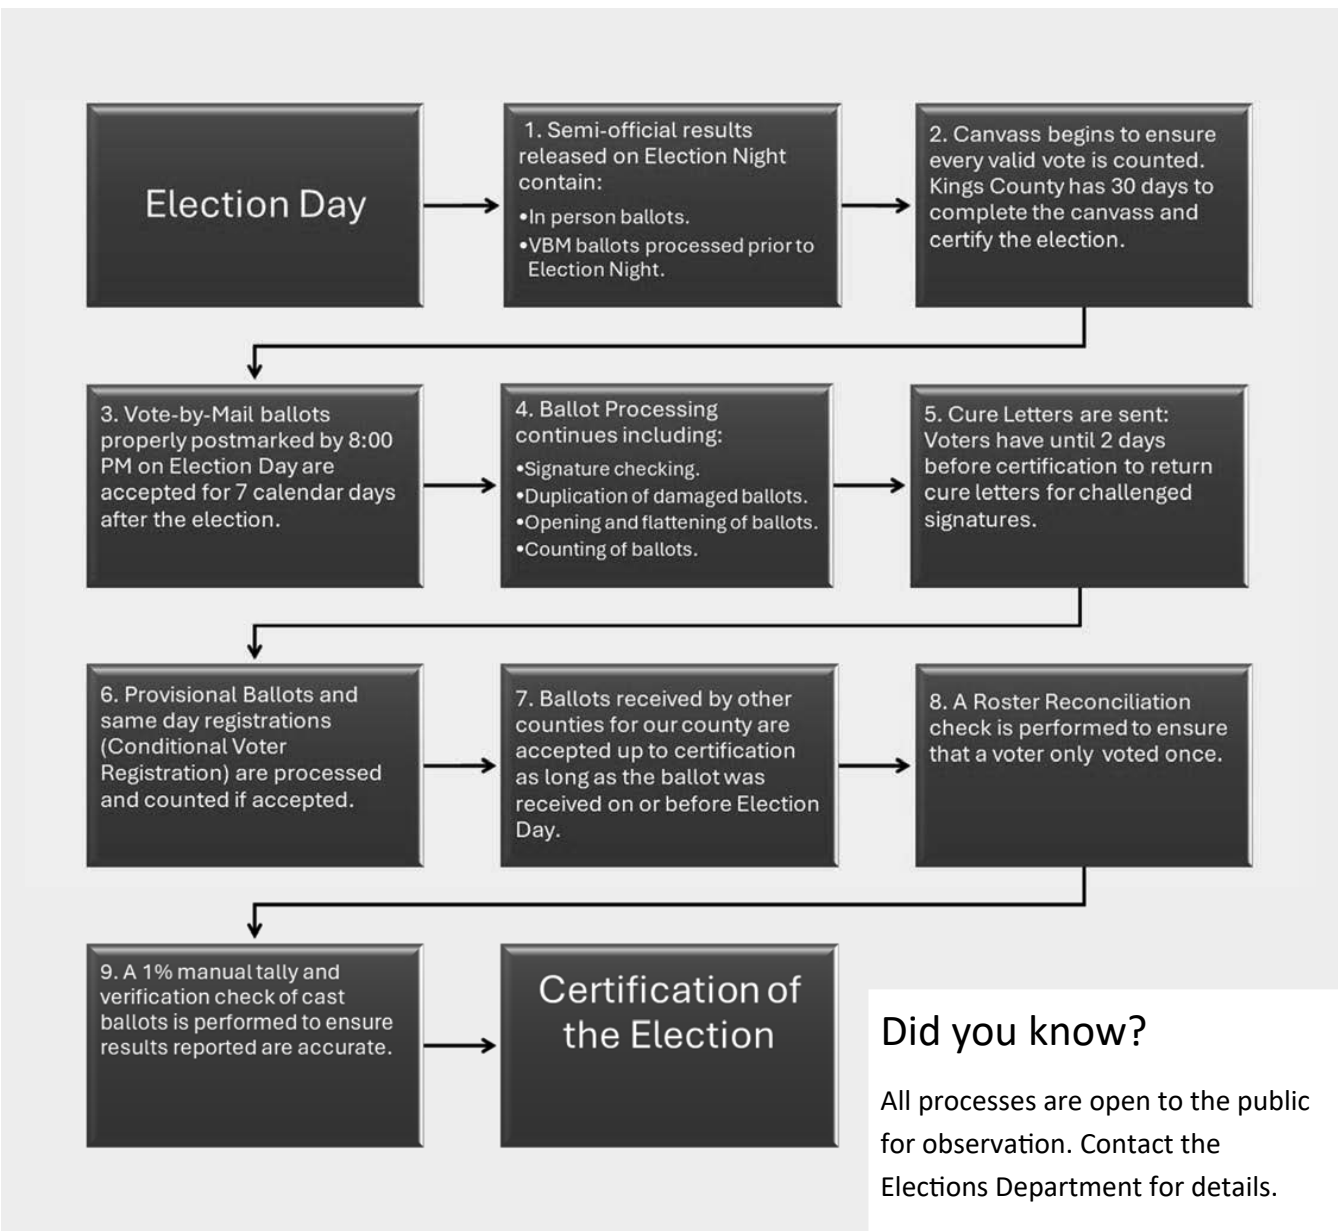 Election Day
1. Semi-official results
released on Election Night
contain:
•In person ballots.
•VBM ballots processed prior to
Election Night.
2. Canvass begins to ensure
every valid vote is counted.
Kings County has 30 days to
complete the canvass and
certify the election.
3. Vote-by-Mail ballots
properly postmarked by 8:00
PM on Election Day are
accepted for 7 calendar days
after the election.
4. Ballot Processing
continues including:
•Signature checking.
•Duplication of damaged ballots.
•Opening and flattening of ballots.
•Counting of ballots.
5. Cure Letters are sent:
Voters have until 2 days
before certification to return
cure letters for challenged
signatures.
6. Provisional Ballots and
same day registrations
(Conditional Voter
Registration) are processed
and counted if accepted.
7. Ballots received by other
counties for our county are
accepted up to certification
as long as the ballot was
received on or before Election
Day.
8. A Roster Reconciliation
check is performed to ensure
that a voter only voted once.
9. A 1% manual tally and
verification check of cast
ballots is performed to ensure
results reported are accurate.
Certification of
the Election
Did you know?
All processes are open to the public
for observation. Contact the
Elections Department for details.